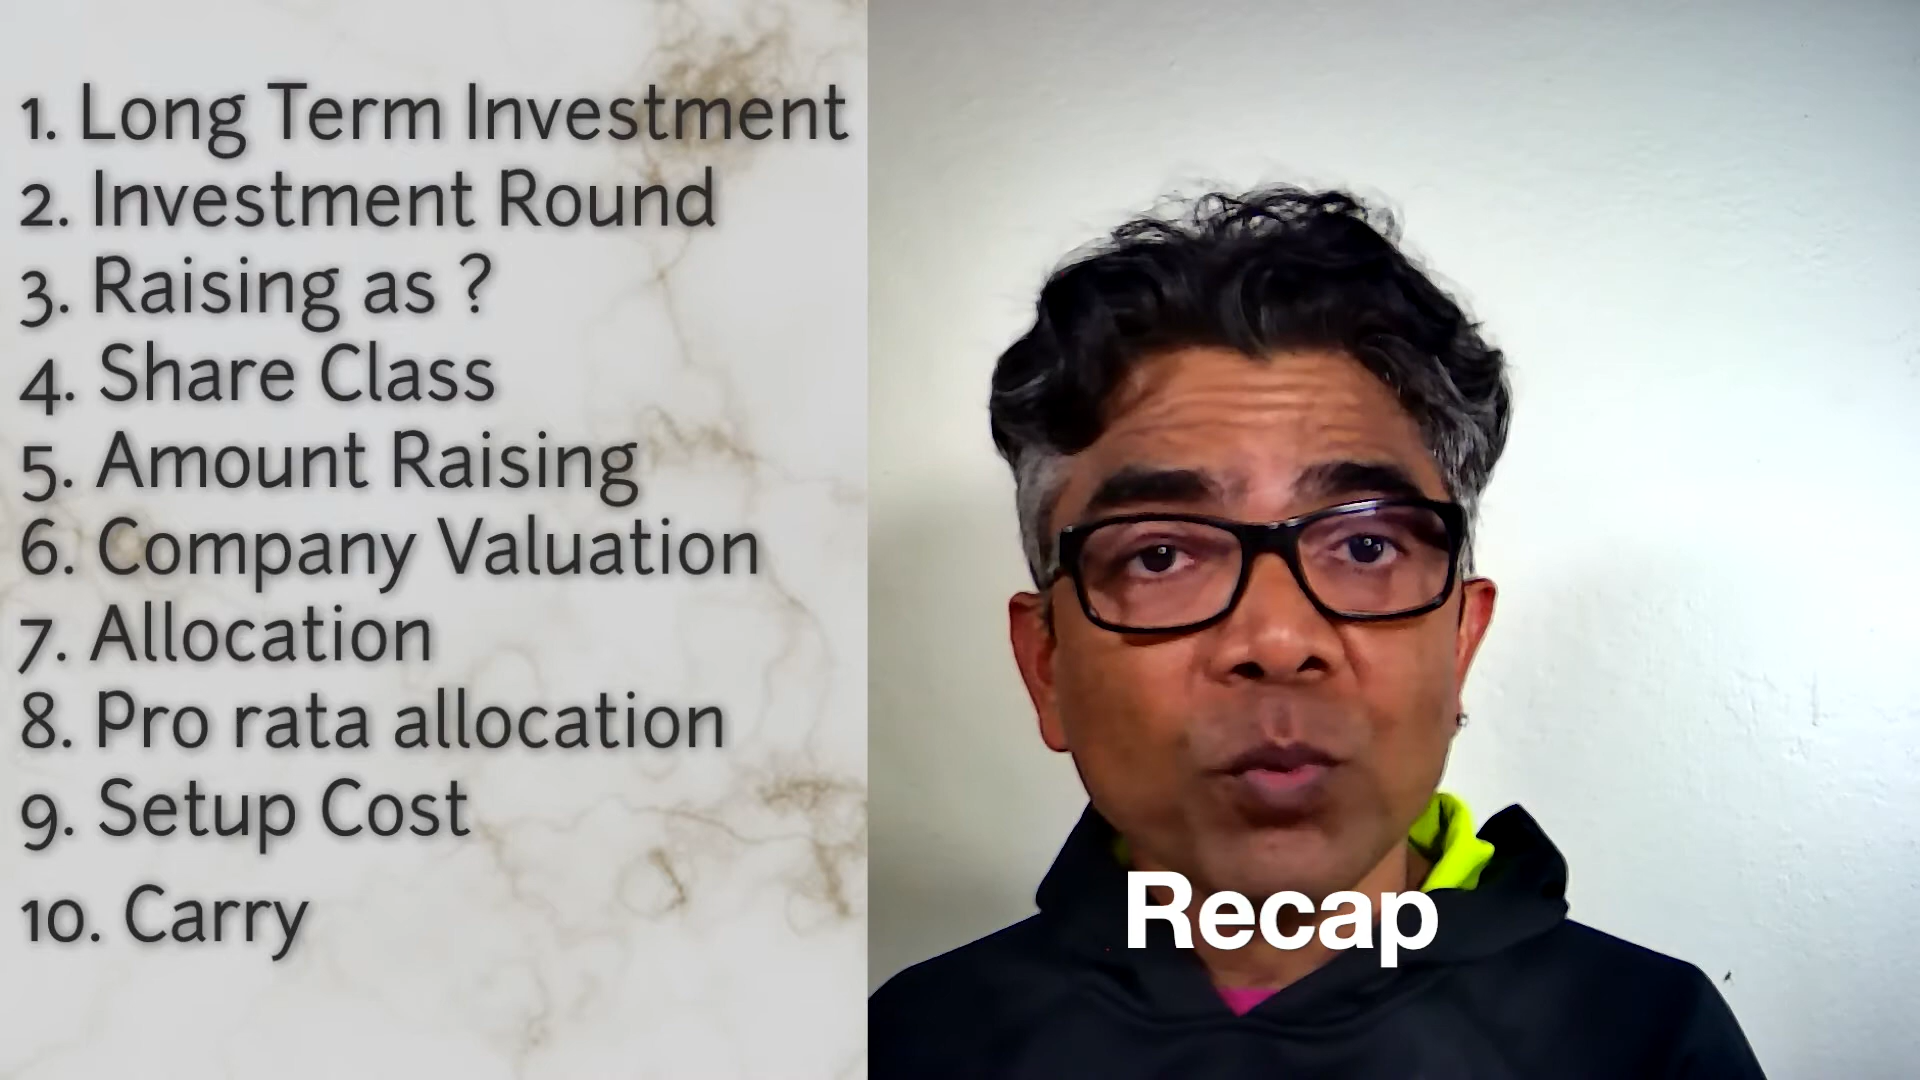 1. Long Term Investment
2. Investment Round
3. Raising as ?
4. Share Class
5. Amount Raising
6. Company Valuation
7. Allocation
8. Pro rata allocation
9. Setup Cost
10. Carry
Recap